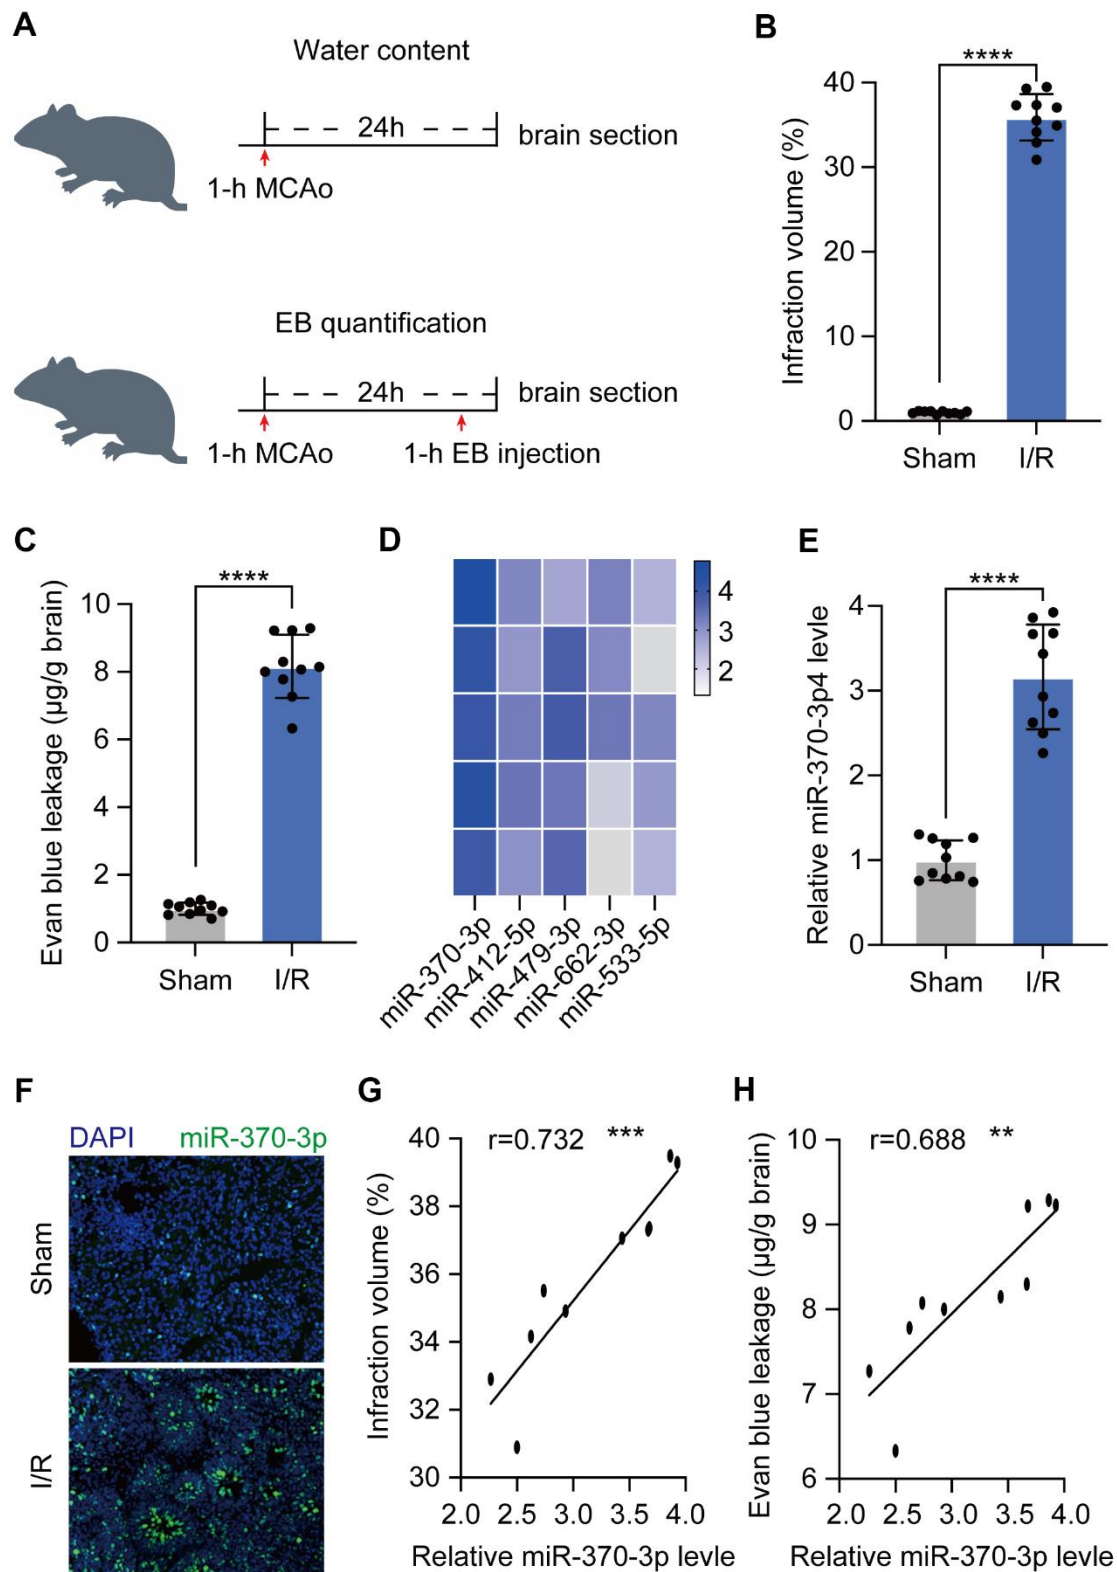 A
Water content
24h
brain section
1-h MCAo
EB quantification
24h
brain section
1-h MCAo
1-h EB injection
B
****
Infraction volume (%)
40
30
20
10
0
Sham
I/R
C
****
Evan blue leakage (µg/g brain)
10
8
6
4
2
0
Sham
I/R
D
4
3
2
miR-370-3p
miR-412-5p
miR-479-3p
miR-662-3p
miR-533-5p
E
****
Relative miR-370-3p4 levle
4
3
2
1
0
Sham
I/R
F
DAPI miR-370-3p
Sham
I/R
G
r=0.732 ***
Infraction volume (%)
40
38
36
34
32
30
2.0 2.5 3.0 3.5 4.0
Relative miR-370-3p levle
H
r=0.688 **
Evan blue leakage (µg/g brain)
10
9
8
7
6
2.0 2.5 3.0 3.5 4.0
Relative miR-370-3p levle